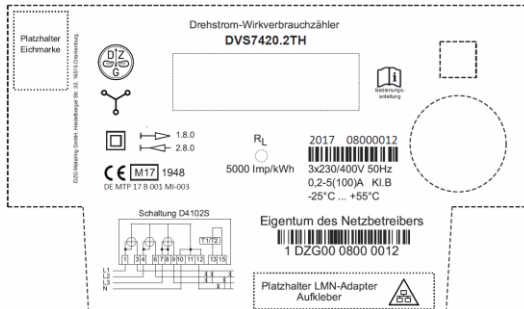 Platzhalter
Eichmarke
DZG Metering GmbH, Heidelberger Str. 32, 16515 Oranienburg
D Z
G
Drehstrom-Wirkverbrauchzähler
DVS7420.2TH
i
Bedienungs-
anleitung
1.8.0
2.8.0
CE M17 1948
DE MTP 17 B 001 MI-003
RL
5000 Imp/kWh
2017 08000012
3x230/400V 50Hz
0,2-5(100)A Kl.B
-25°C ... +55°C
Schaltung D4102S
T1/T2
1 3 4 6 7 8 9 10 11 12 13 15
L1
L2
L3
N
Eigentum des Netzbetreibers
1 DZG00 0800 0012
Platzhalter LMN-Adapter
Aufkleber